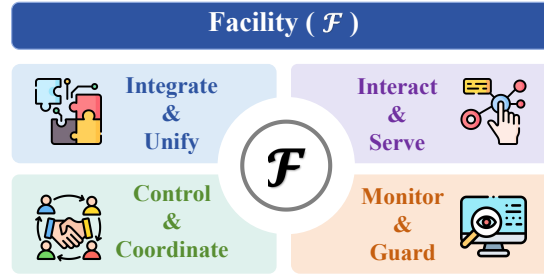 Facility ( ℱ )
Integrate
&
Unify
Interact
&
Serve
ℱ
Control
&
Coordinate
Monitor
&
Guard